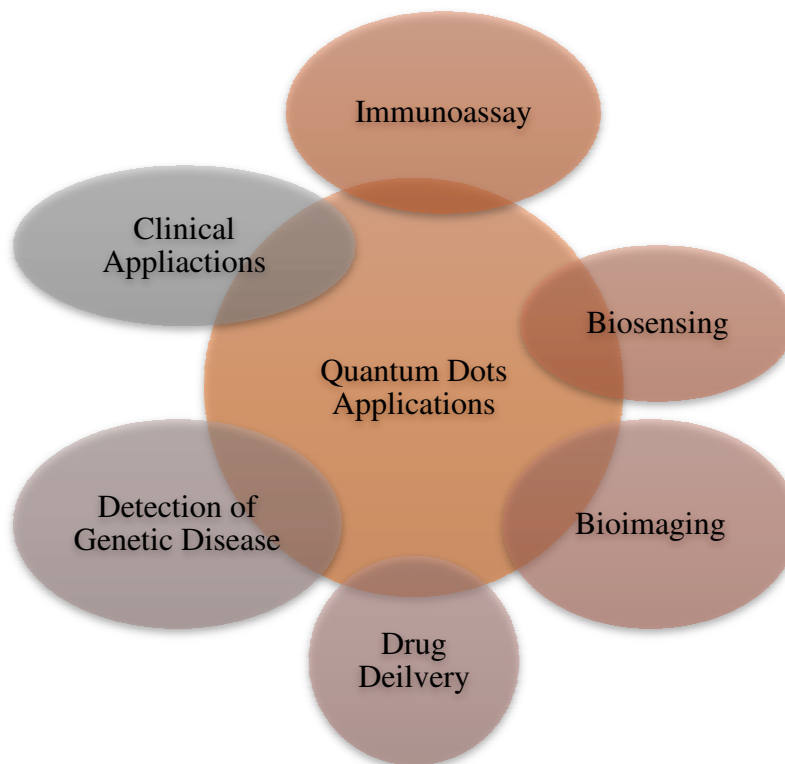 Immunoassay
Clinical
Appliactions
Biosensing
Quantum Dots
Applications
Detection of
Genetic Disease
Bioimaging
Drug
Deilvery